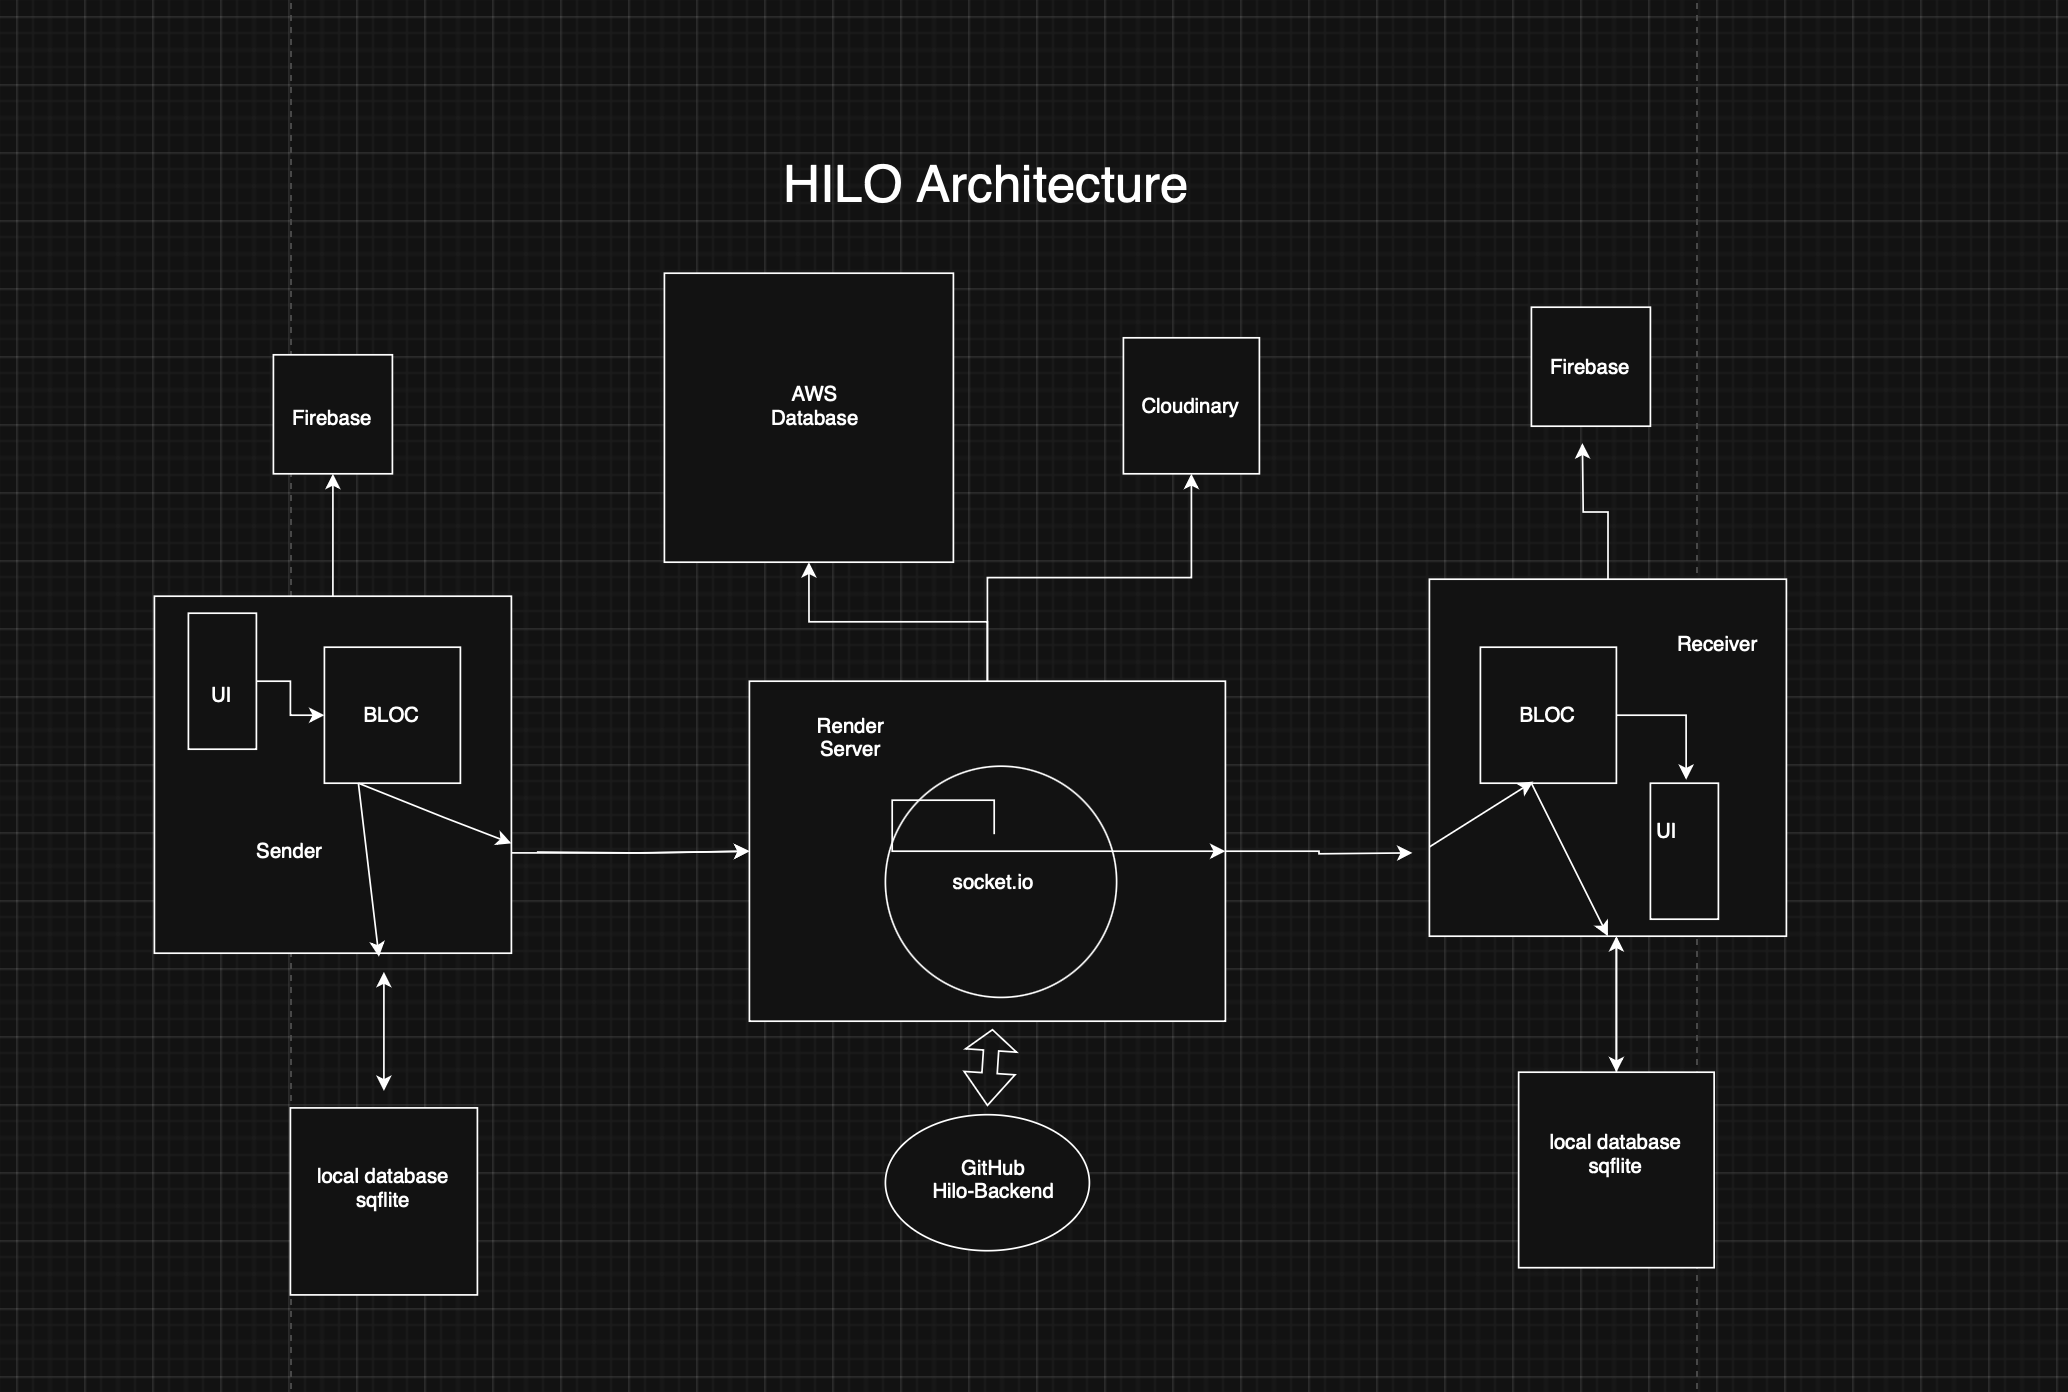 HILO Architecture
Firebase
AWS
Database
Cloudinary
Firebase
UI
BLOC
Sender
Render
Server
socket.io
Receiver
BLOC
UI
local database
sqflite
GitHub
Hilo-Backend
local database
sqflite